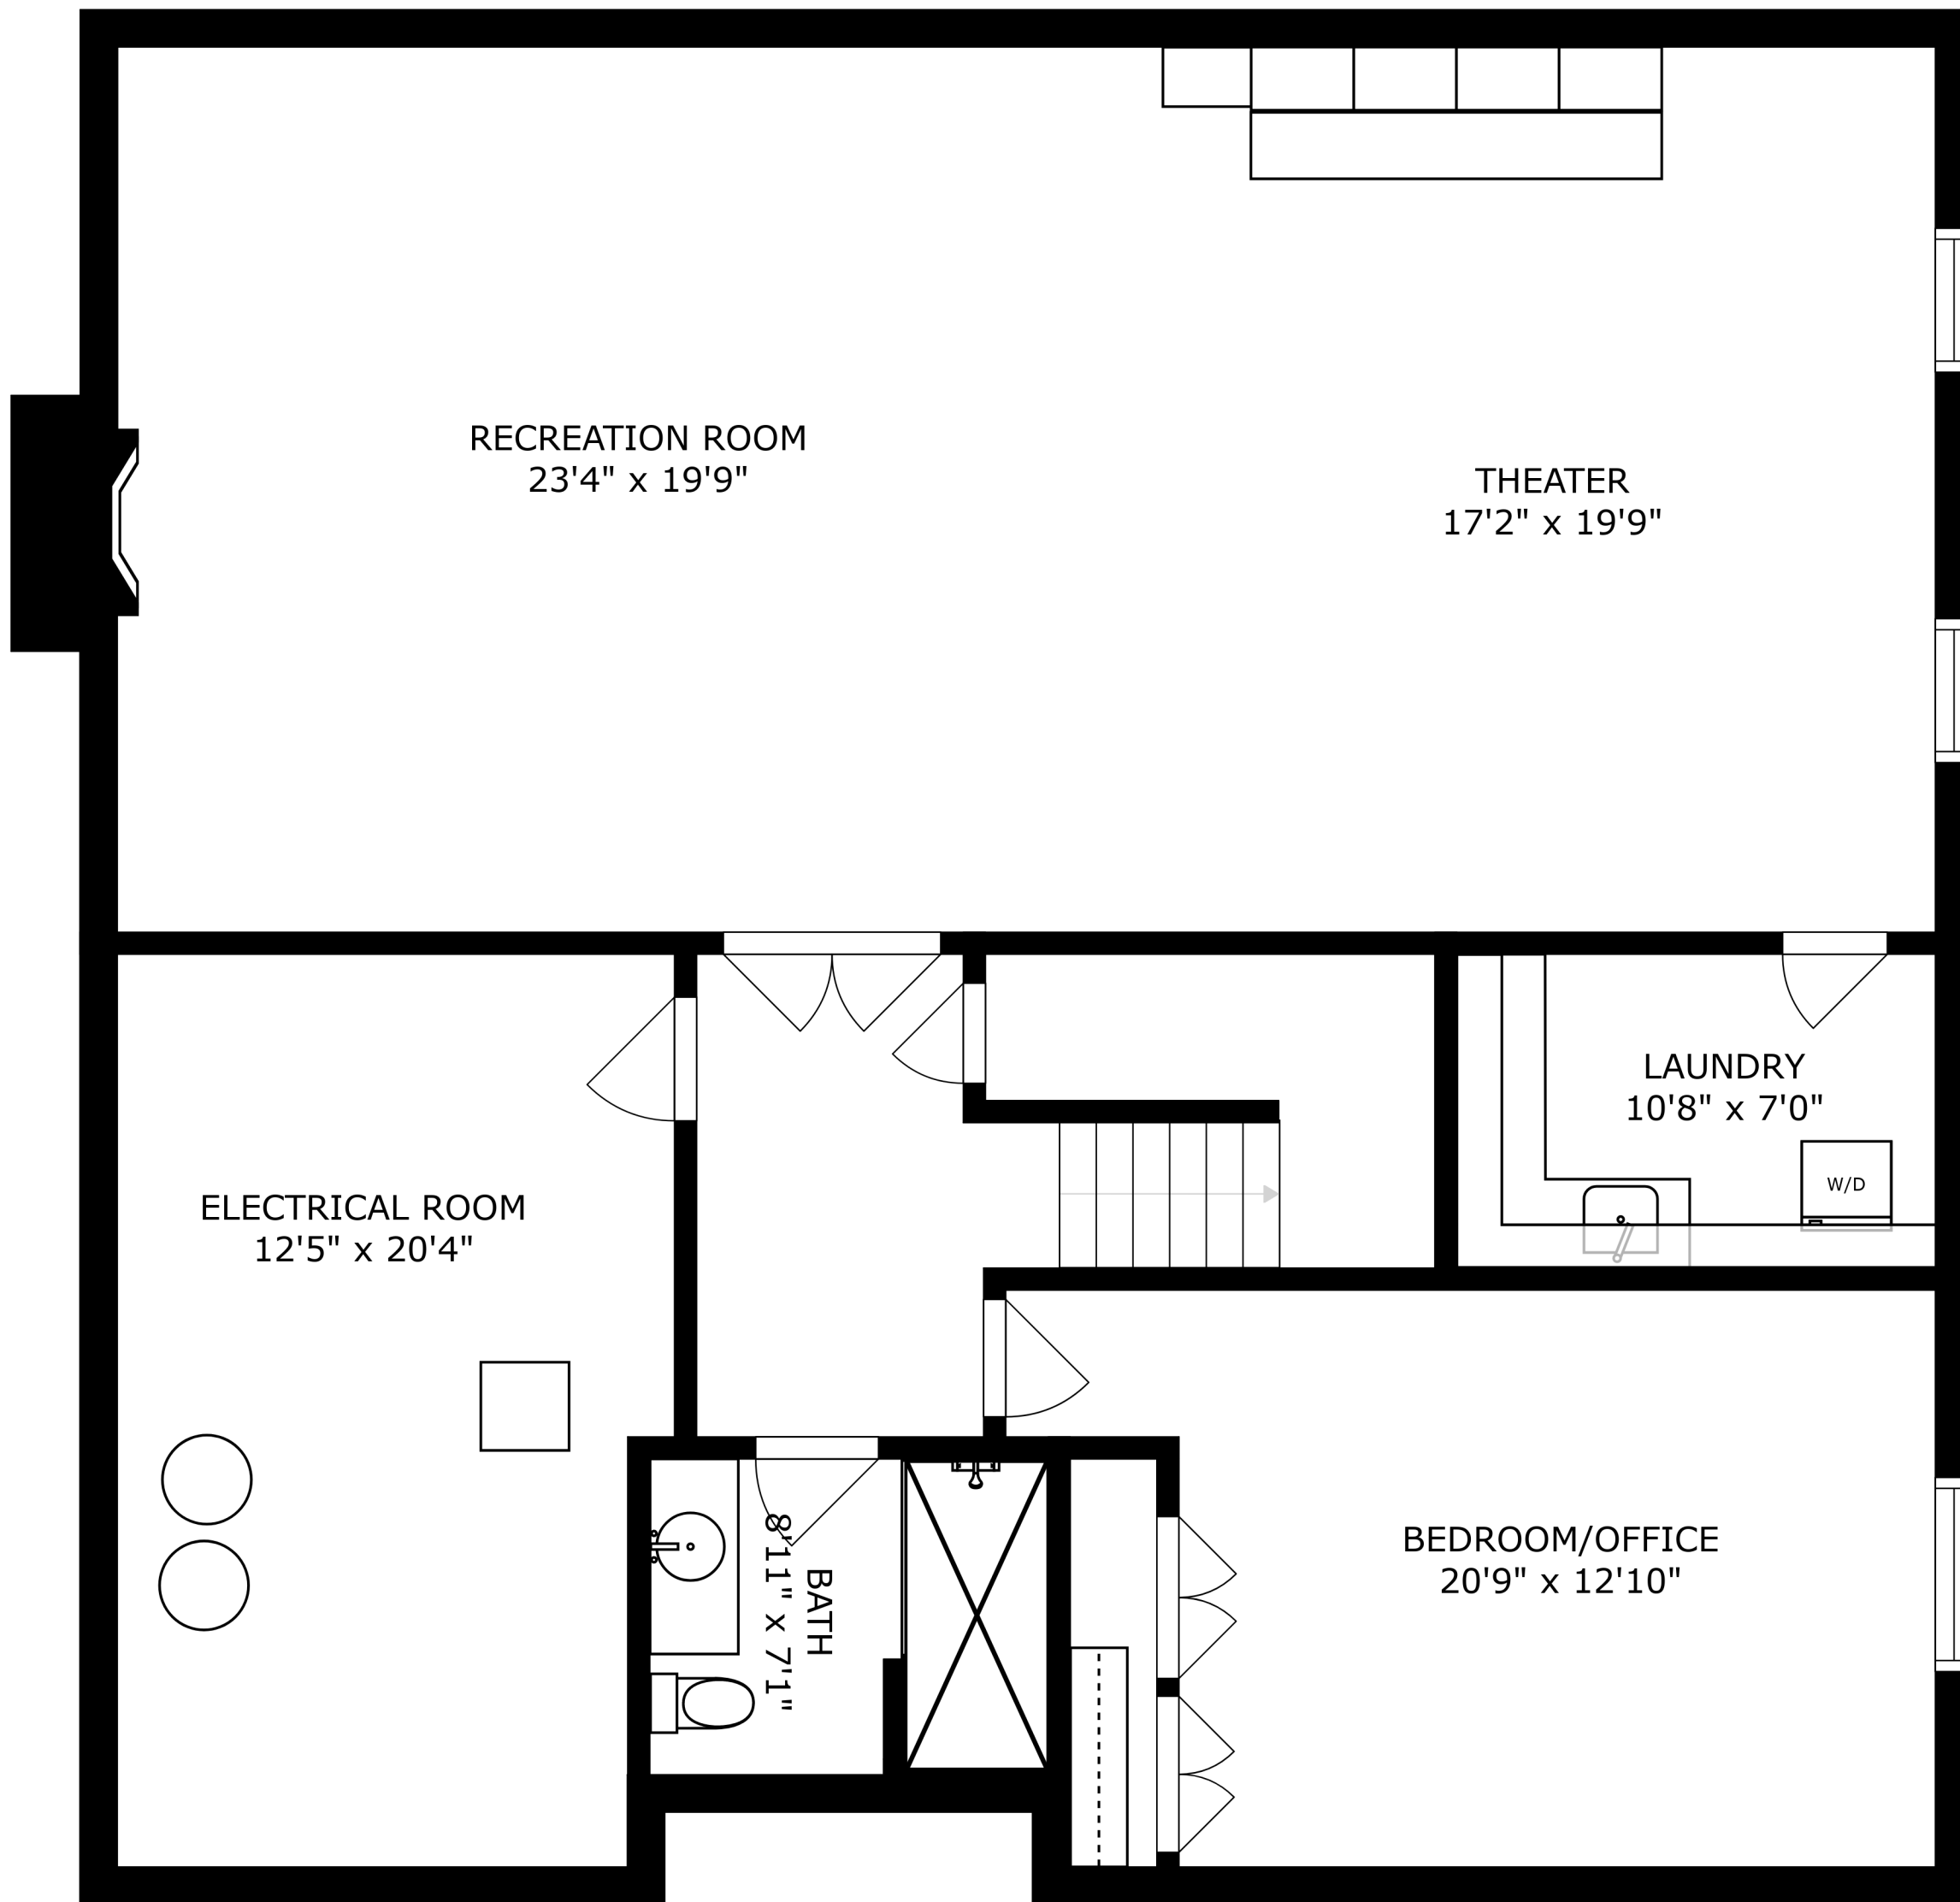 RECREATION ROOM
23'4" x 19'9"
THEATER
17'2" x 19'9"
LAUNDRY
10'8" x 7'0"
W/D
ELECTRICAL ROOM
12'5" x 20'4"
BATH
8'11" x 7'1"
BEDROOM/OFFICE
20'9" x 12'10"